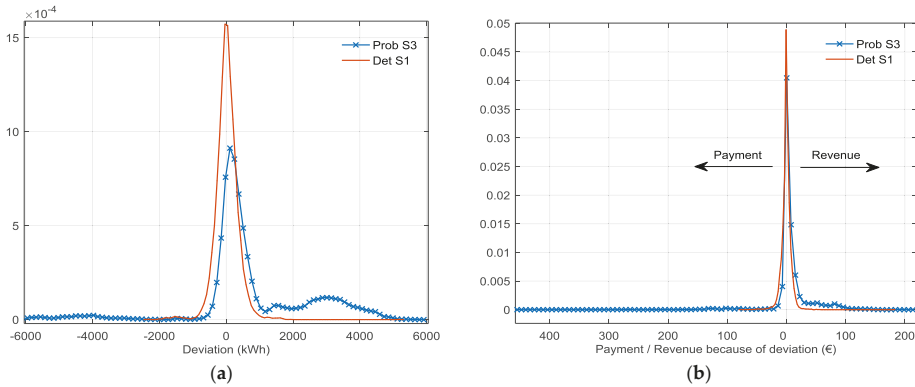 ×10⁻⁴
15
10
5
0
-6000 -4000 -2000 0 2000 4000 6000
Deviation (kWh)
Prob S3
Det S1
(a)
0.05
0.045
0.04
0.035
0.03
0.025
0.02
0.015
0.01
0.005
0
400 300 200 100 0 100 200
Payment / Revenue because of deviation (€)
Prob S3
Det S1
Payment Revenue
(b)